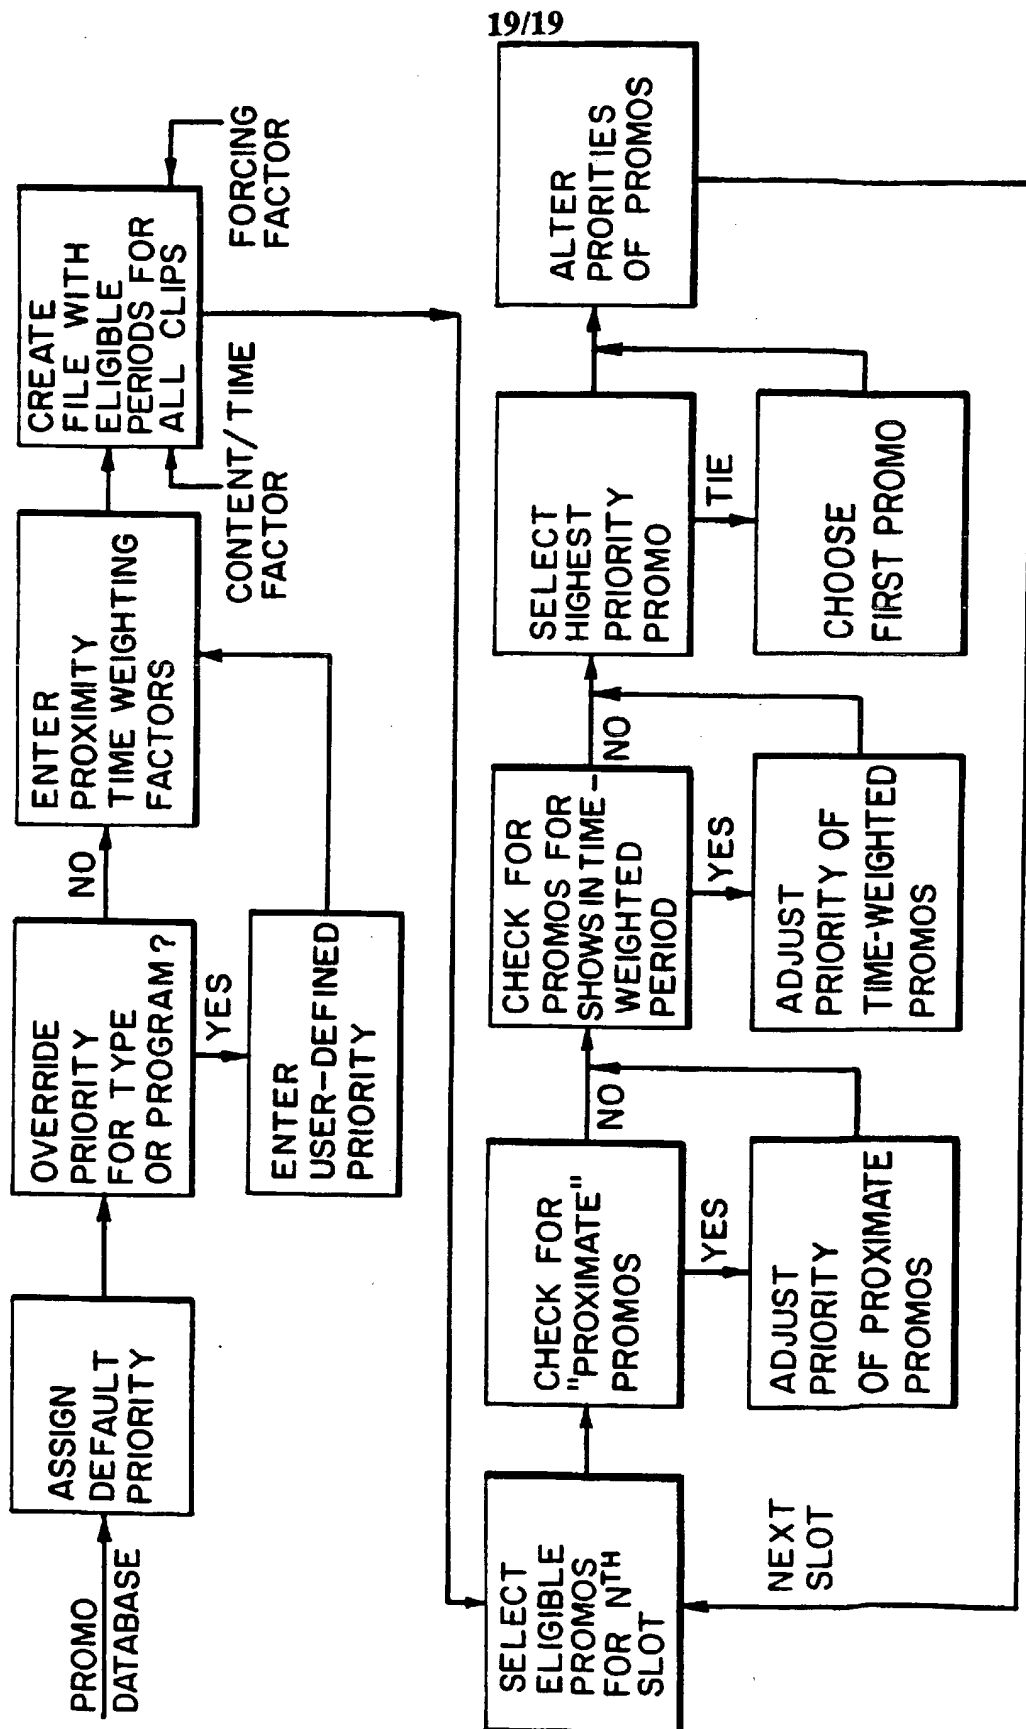 19/19
PROMO
DATABASE
ASSIGN
DEFAULT
PRIORITY
OVERRIDE
PRIORITY
FOR TYPE
OR PROGRAM?
NO
YES
ENTER
USER-DEFINED
PRIORITY
ENTER
PROXIMITY
TIME WEIGHTING
FACTORS
CREATE
FILE WITH
ELIGIBLE
PERIODS FOR
ALL CLIPS
CONTENT/TIME
FACTOR
FORCING
FACTOR
SELECT
ELIGIBLE
PROMOS
FOR NTH
SLOT
NEXT
SLOT
CHECK FOR
"PROXIMATE"
PROMOS
NO
YES
ADJUST
PRIORITY
OF PROXIMATE
PROMOS
CHECK FOR
PROMOS FOR
SHOWS IN TIME-
WEIGHTED
PERIOD
NO
YES
ADJUST
PRIORITY OF
TIME-WEIGHTED
PROMOS
SELECT
HIGHEST
PRIORITY
PROMO
TIE
CHOOSE
FIRST PROMO
ALTER
PRORITIES
OF PROMOS